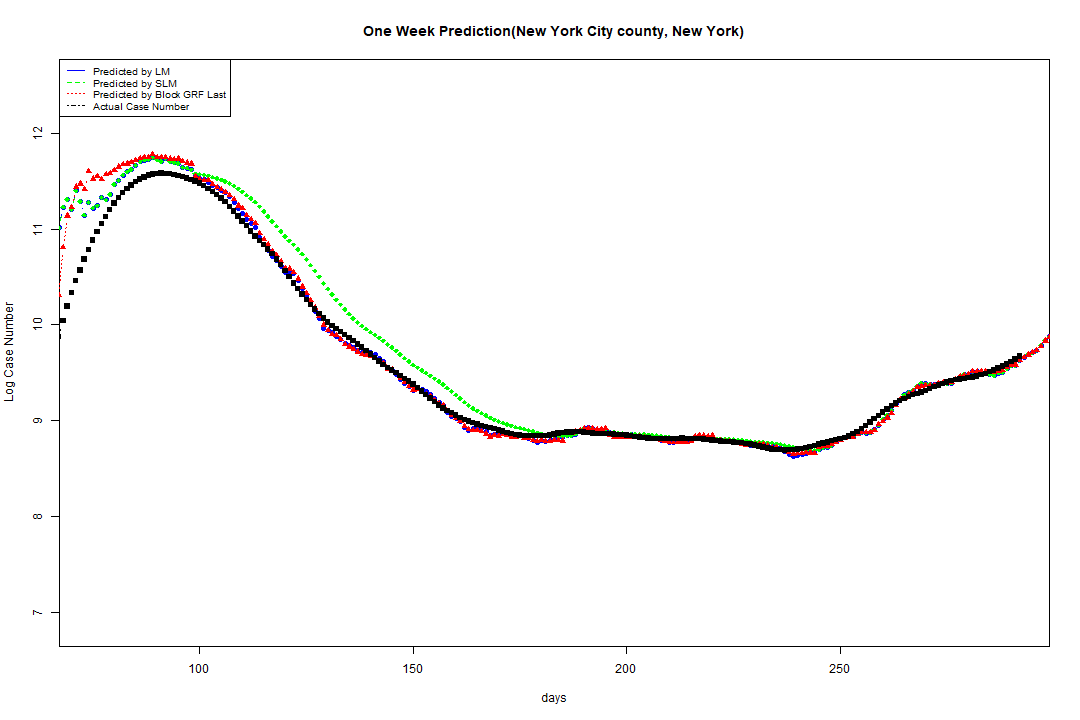 One Week Prediction(New York City county, New York)
Predicted by LM
Predicted by SLM
Predicted by Block GRF Last
Actual Case Number
12
11
10
9
8
7
Log Case Number
100
150
200
250
days